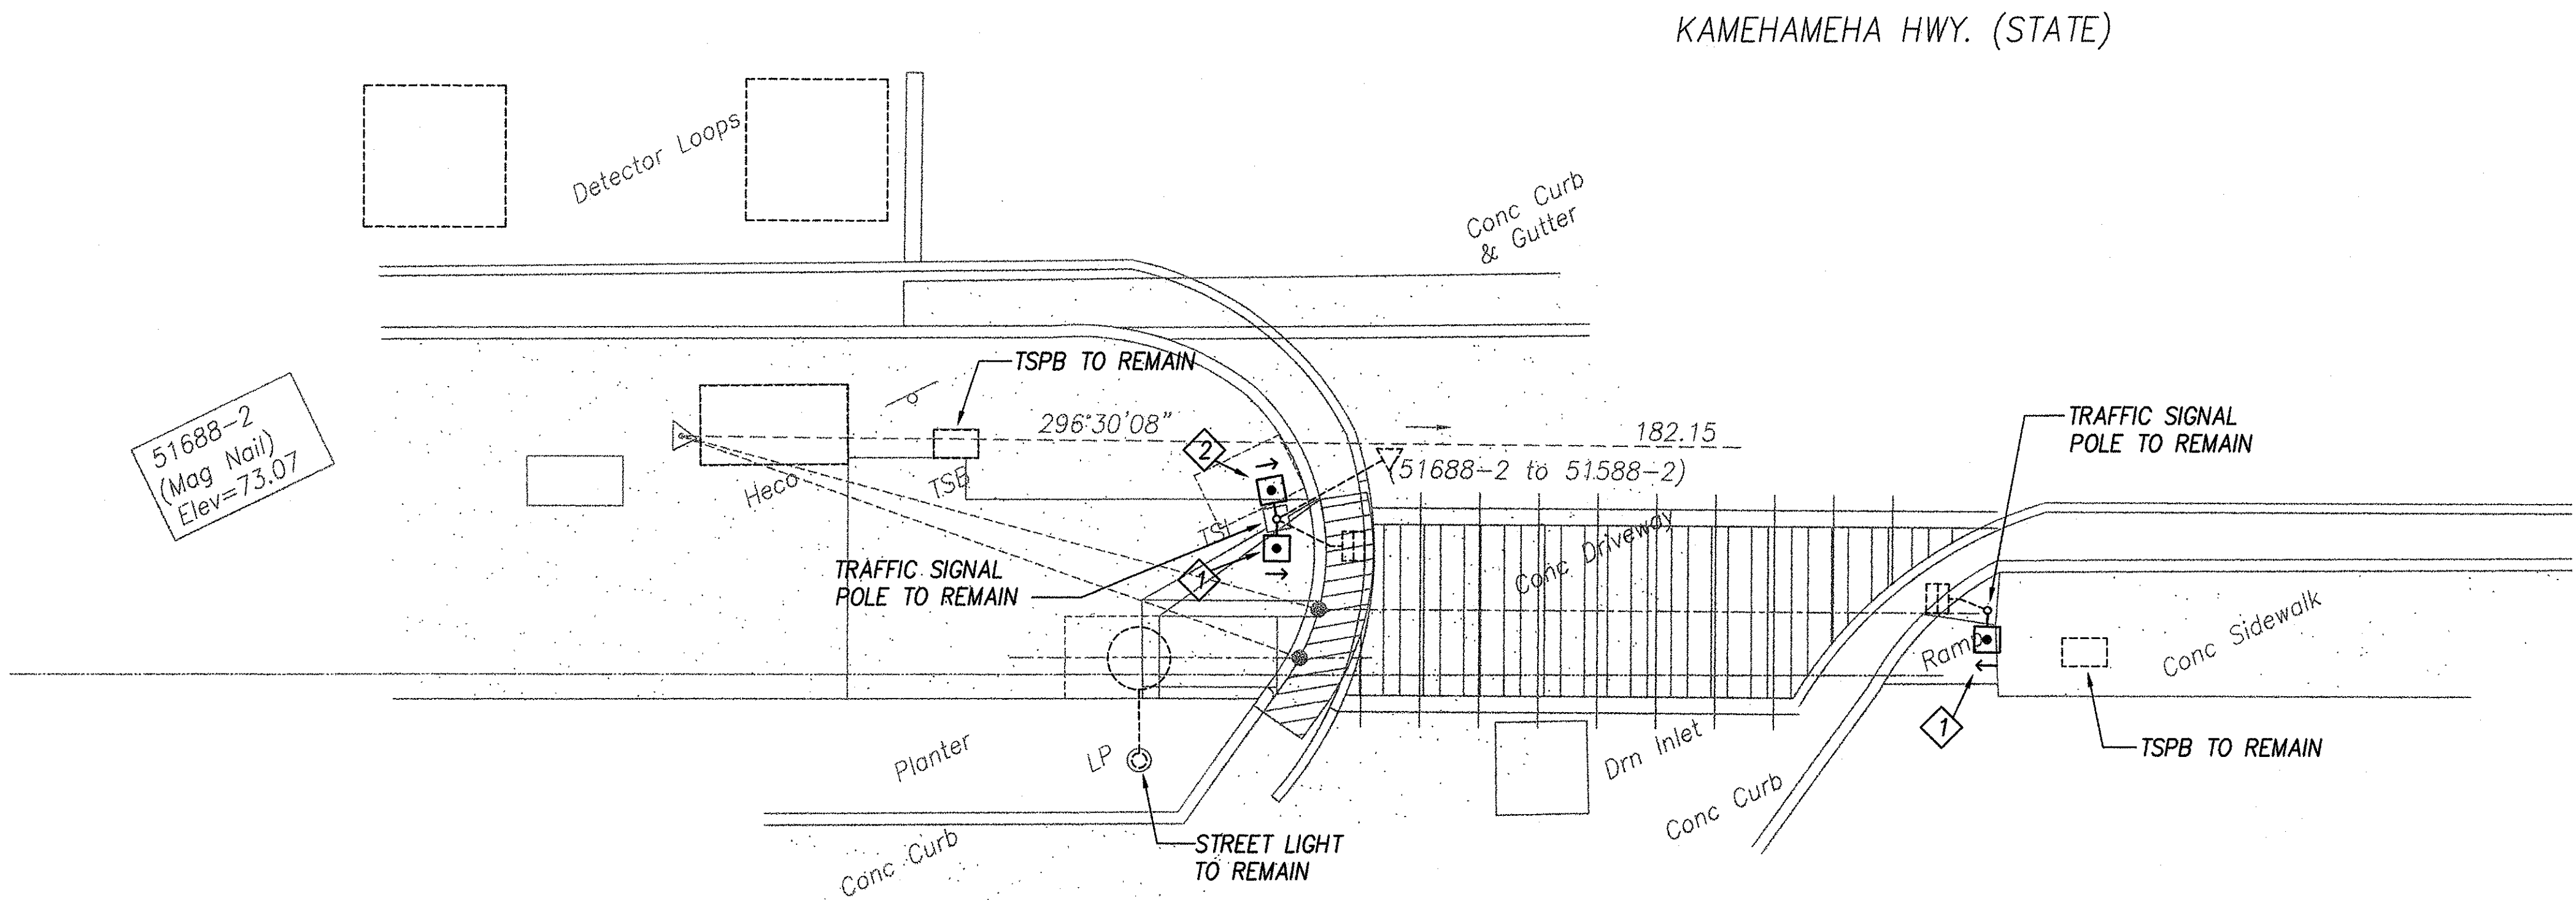 KAMEHAMEHA HWY. (STATE)
Detector Loops
Conc Curb
& Gutter
TSPB TO REMAIN
51688-2
(Mag Nail)
Elev=73.07
296°30'08"
182.15
(51688-2 to 51588-2)
TRAFFIC SIGNAL
POLE TO REMAIN
2
Heco
TSB
Conc Driveway
TRAFFIC SIGNAL
POLE TO REMAIN
1
Ramp
Conc Sidewalk
1
TSPB TO REMAIN
Planter
LP
Drn Inlet
Conc Curb
STREET LIGHT
TO REMAIN
Conc Curb